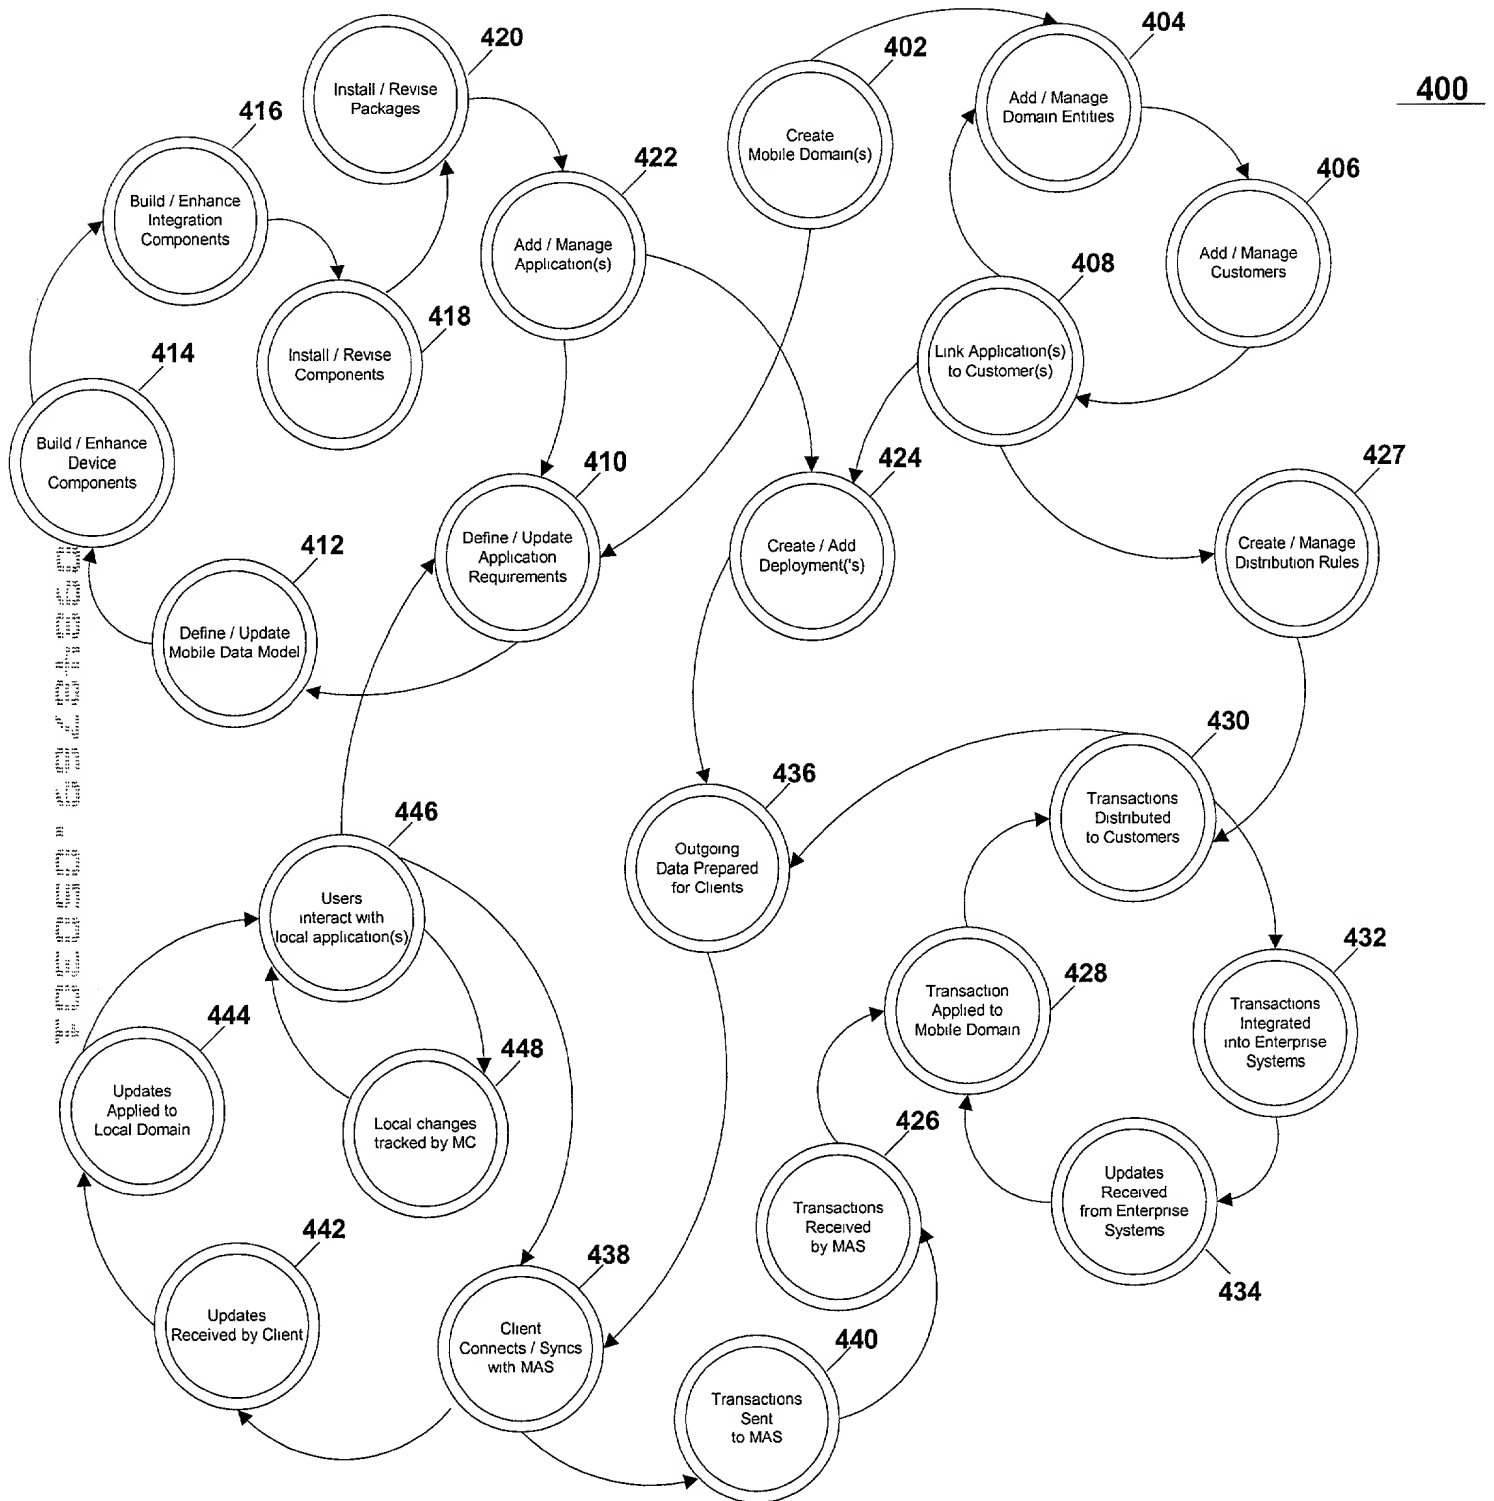 400
420
Install / Revise
Packages
402
Create
Mobile Domain(s)
404
Add / Manage
Domain Entities
416
Build / Enhance
Integration
Components
422
Add / Manage
Application(s)
406
Add / Manage
Customers
418
Install / Revise
Components
408
Link Application(s)
to Customer(s)
414
Build / Enhance
Device
Components
410
Define / Update
Application
Requirements
424
Create / Add
Deployment('s)
427
Create / Manage
Distribution Rules
412
Define / Update
Mobile Data Model
430
Transactions
Distributed
to Customers
436
Outgoing
Data Prepared
for Clients
446
Users
interact with
local application(s)
432
Transactions
Integrated
into Enterprise
Systems
428
Transaction
Applied to
Mobile Domain
444
Updates
Applied to
Local Domain
448
Local changes
tracked by MC
426
Transactions
Received
by MAS
434
Updates
Received
from Enterprise
Systems
442
Updates
Received by Client
438
Client
Connects / Syncs
with MAS
440
Transactions
Sent
to MAS